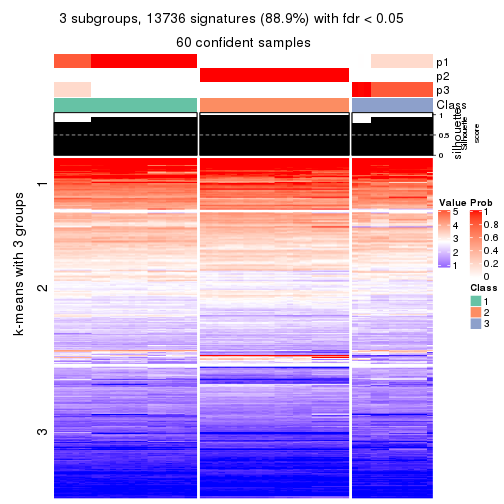 3 subgroups, 13736 signatures (88.9%) with fdr < 0.05
60 confident samples
p1
p2
p3
Class
1
0.5
0
silhouette
Silhouette
score
k-means with 3 groups
1
2
3
Value
5
4
3
2
1
Prob
1
0.8
0.6
0.4
0.2
0
Class
1
2
3